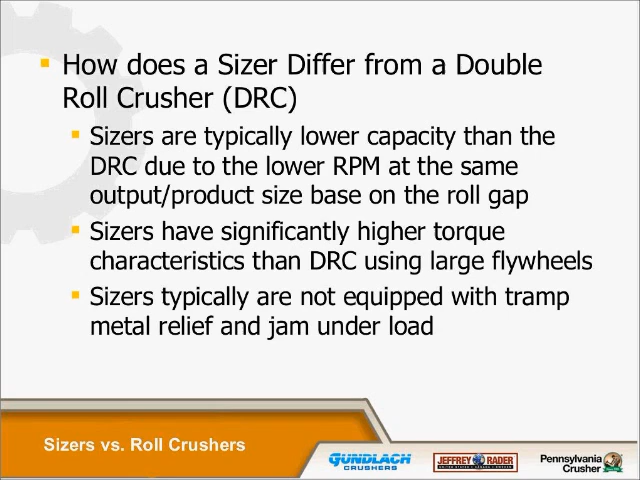 How does a Sizer Differ from a Double
Roll Crusher (DRC)
Sizers are typically lower capacity than the
DRC due to the lower RPM at the same
output/product size base on the roll gap
Sizers have significantly higher torque
characteristics than DRC using large flywheels
Sizers typically are not equipped with tramp
metal relief and jam under load
Sizers vs. Roll Crushers
GUNDLACH
CRUSHERS
JEFFREY RADER
Pennsylvania
Crusher